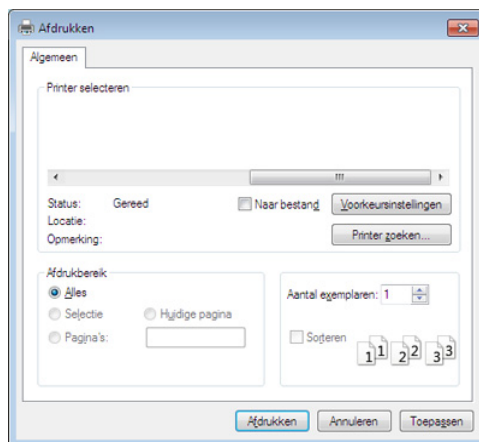 Afdrukken
Algemeen
Printer selecteren
Status: Gereed
Naar bestand
Voorkeursinstellingen
Locatie:
Opmerking:
Printer zoeken...
Afdrukbereik
Alles
Selectie
Huidige pagina
Pagina's:
Aantal exemplaren: 1
Sorteren
1 1 2 2 3 3
Afdrukken
Annuleren
Toepassen